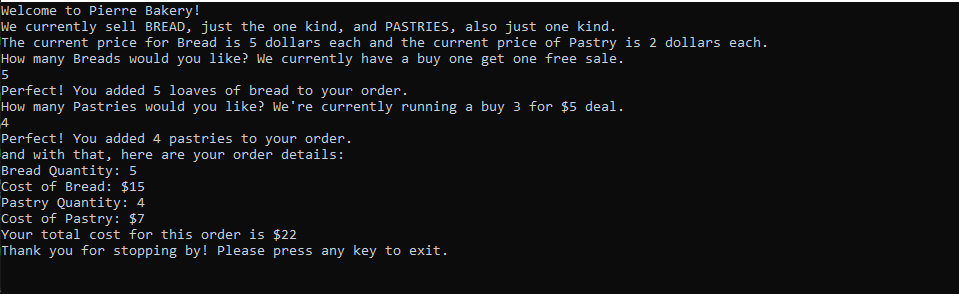 Welcome to Pierre Bakery!
We currently sell BREAD, just the one kind, and PASTRIES, also just one kind.
The current price for Bread is 5 dollars each and the current price of Pastry is 2 dollars each.
How many Breads would you like? We currently have a buy one get one free sale.
5
Perfect! You added 5 loaves of bread to your order.
How many Pastries would you like? We're currently running a buy 3 for $5 deal.
4
Perfect! You added 4 pastries to your order.
and with that, here are your order details:
Bread Quantity: 5
Cost of Bread: $15
Pastry Quantity: 4
Cost of Pastry: $7
Your total cost for this order is $22
Thank you for stopping by! Please press any key to exit.